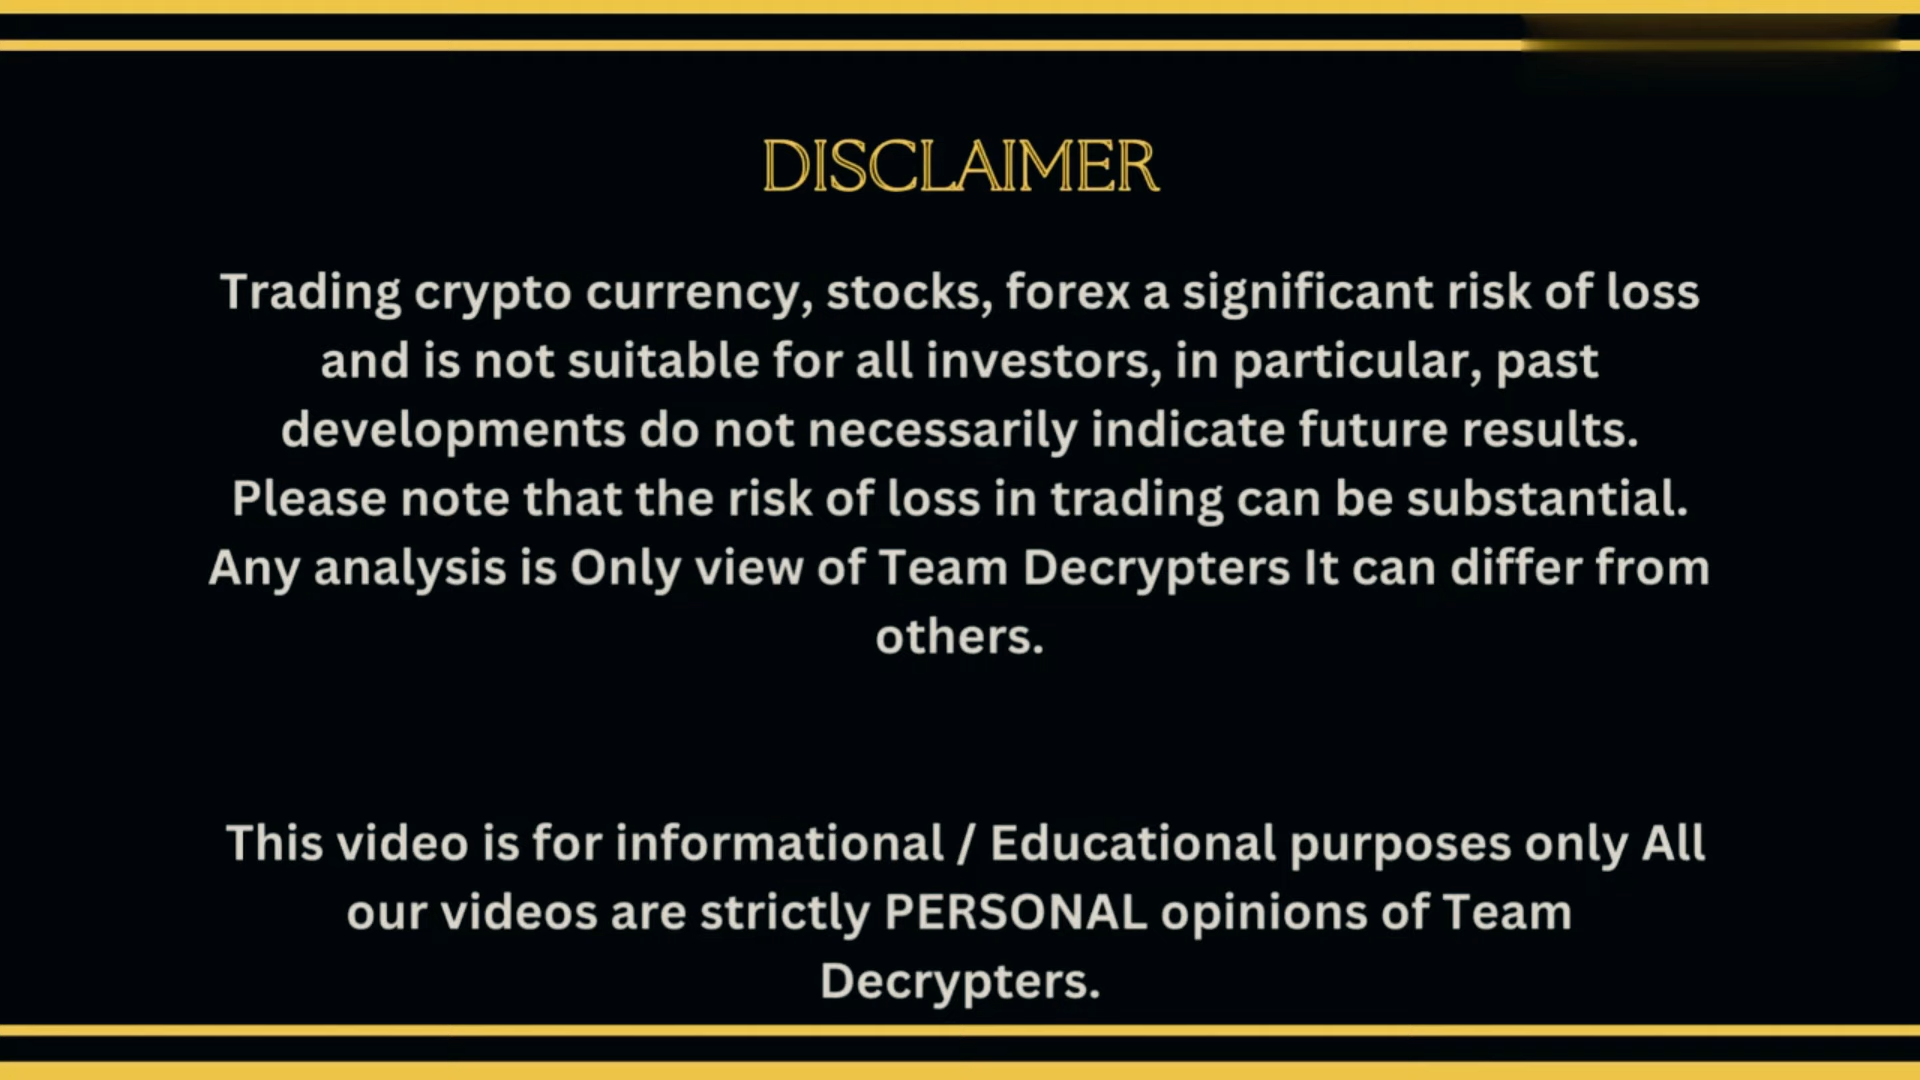 DISCLAIMER
Trading crypto currency, stocks, forex a significant risk of loss
and is not suitable for all investors, in particular, past
developments do not necessarily indicate future results.
Please note that the risk of loss in trading can be substantial.
Any analysis is Only view of Team Decrypters It can differ from
others.
This video is for informational / Educational purposes only All
our videos are strictly PERSONAL opinions of Team
Decrypters.